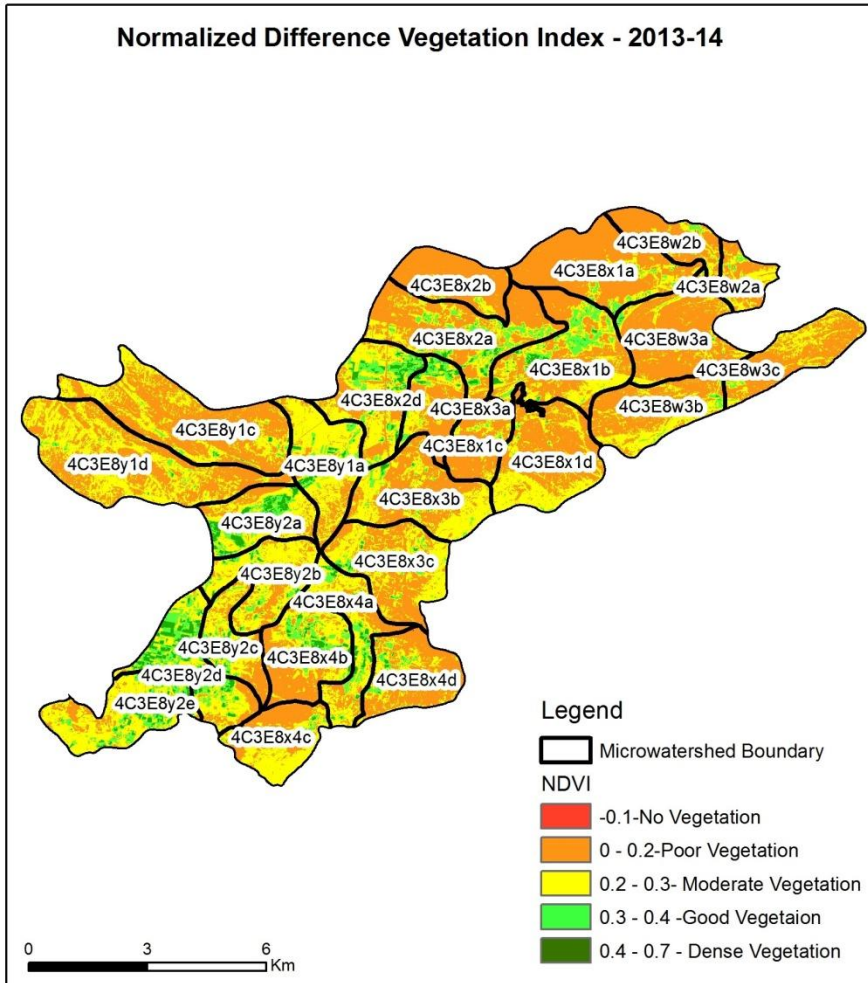 Normalized Difference Vegetation Index - 2013-14
4C3E8w2b
4C3E8x1a
4C3E8x2b
4C3E8w2a
4C3E8x2a
4C3E8w3a
4C3E8x1b
4C3E8w3c
4C3E8x2d
4C3E8x3a
4C3E8w3b
4C3E8y1c
4C3E8x1c
4C3E8y1d
4C3E8y1a
4C3E8x1d
4C3E8x3b
4C3E8y2a
4C3E8x3c
4C3E8y2b
4C3E8x4a
4C3E8y2c
4C3E8x4b
4C3E8y2d
4C3E8x4d
4C3E8y2e
4C3E8x4c
Legend
Microwatershed Boundary
NDVI
-0.1-No Vegetation
0 - 0.2-Poor Vegetation
0.2 - 0.3- Moderate Vegetation
0.3 - 0.4 -Good Vegetaion
0.4 - 0.7 - Dense Vegetation
0 3 6
Km